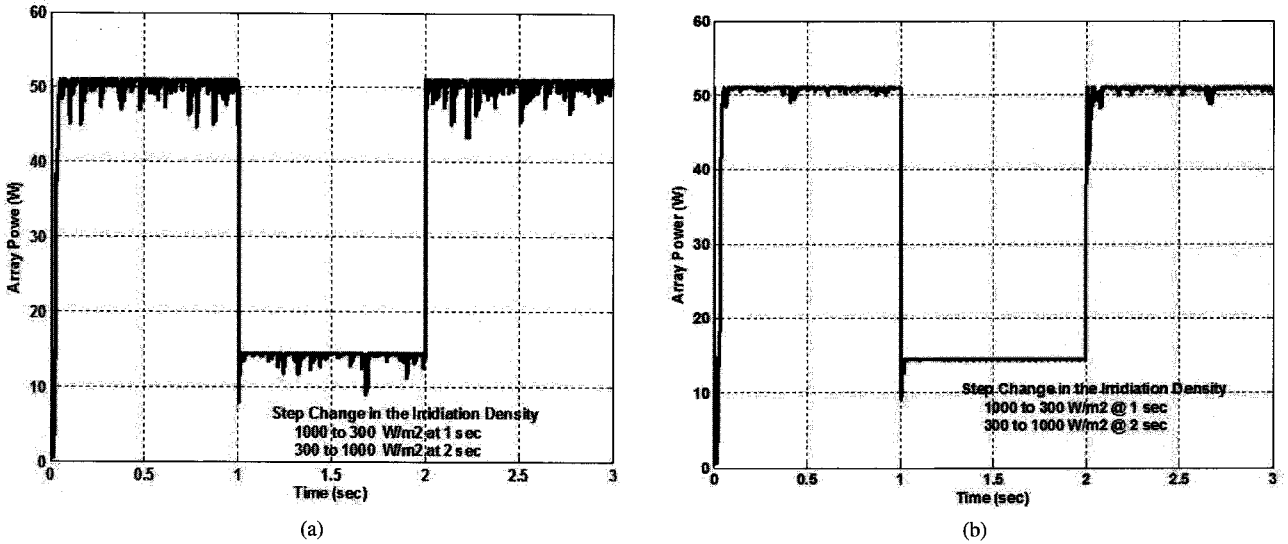 60
50
40
30
20
10
0
Array Powe (W)
0 0.5 1 1.5 2 2.5 3
Time (sec)
Step Change in the Irridiation Density
1000 to 300 W/m2 at 1 sec
300 to 1000 W/m2 at 2 sec
(a)
60
50
40
30
20
10
0
Array Power (W)
0 0.5 1 1.5 2 2.5 3
Time (sec)
Step Change in the Irridiation Density
1000 to 300 W/m2 @ 1 sec
300 to 1000 W/m2 @ 2 sec
(b)